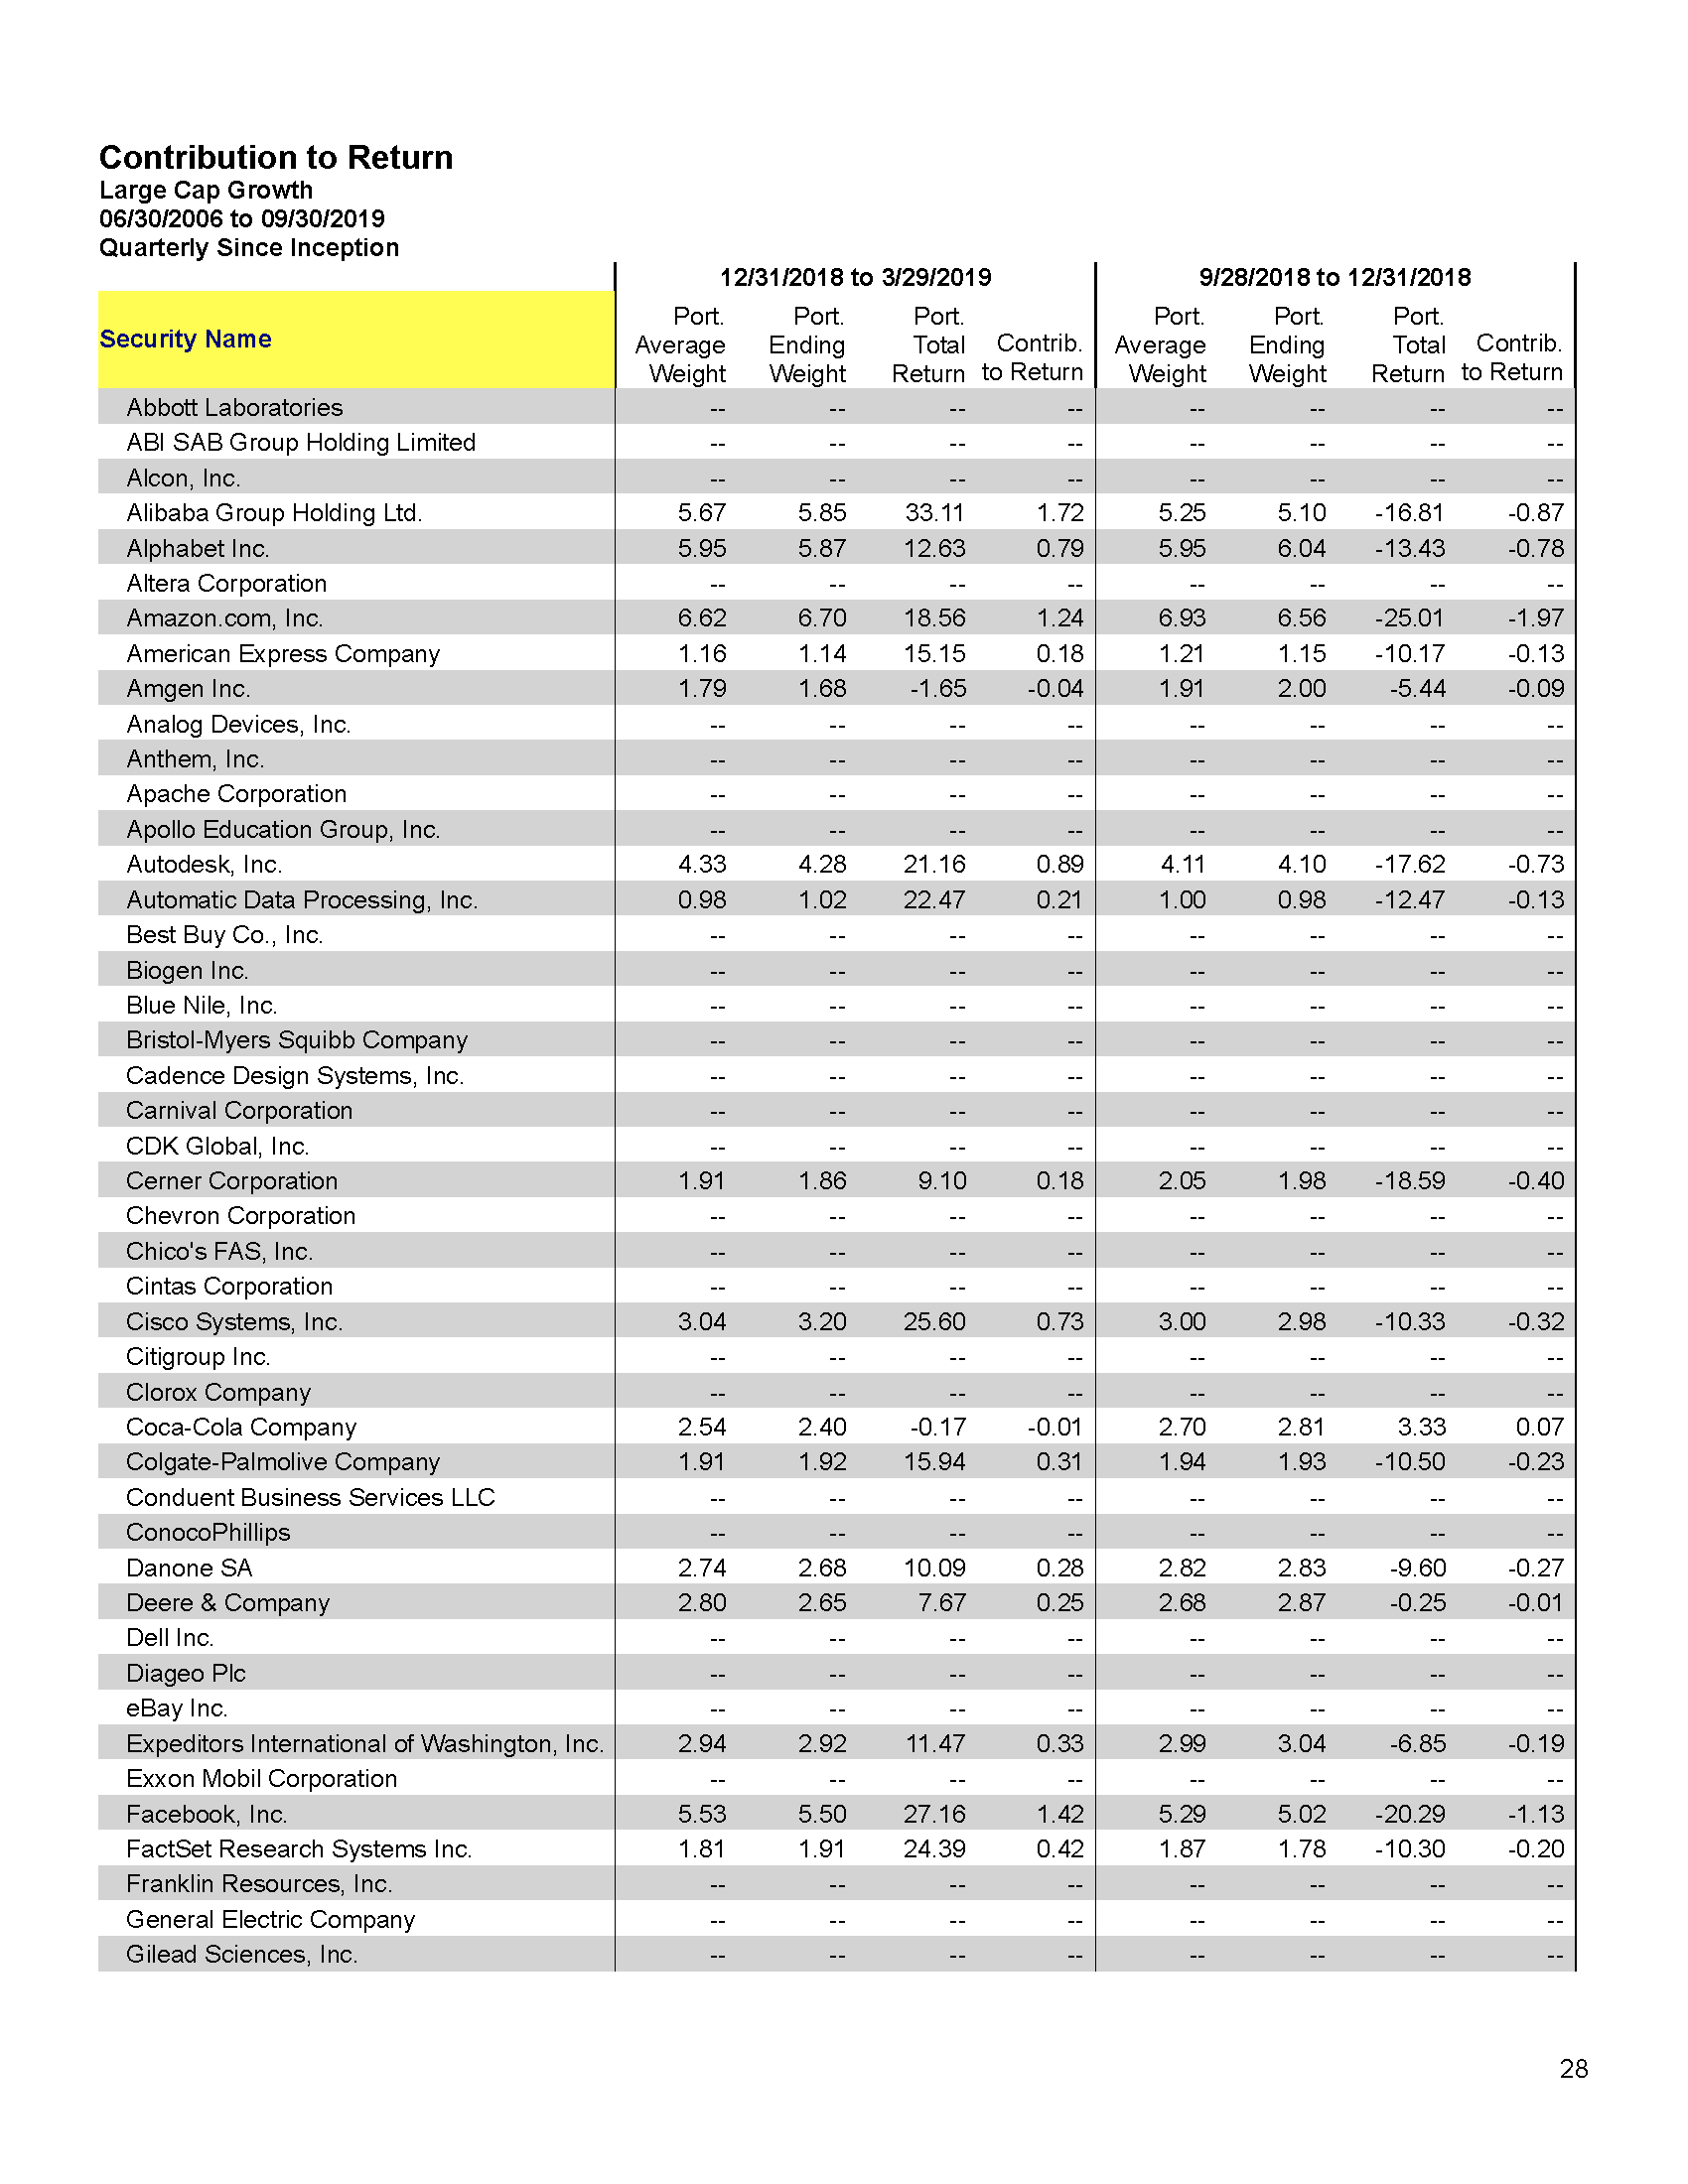 Contribution to Return
Large Cap Growth
06/30/2006 to 09/30/2019
Quarterly Since Inception
12/31/2018 to 3/29/2019 9/28/2018 to 12/31/2018
Security Name
Port. Average Weight Port. Ending Weight Port. Total Return Contrib. to Return Port. Average Weight Port. Ending Weight Port. Total Return Contrib. to Return
Abbott Laboratories -- -- -- -- -- -- -- --
ABI SAB Group Holding Limited -- -- -- -- -- -- -- --
Alcon, Inc. -- -- -- -- -- -- -- --
Alibaba Group Holding Ltd. 5.67 5.85 33.11 1.72 5.25 5.10 -16.81 -0.87
Alphabet Inc. 5.95 5.87 12.63 0.79 5.95 6.04 -13.43 -0.78
Altera Corporation -- -- -- -- -- -- -- --
Amazon.com, Inc. 6.62 6.70 18.56 1.24 6.93 6.56 -25.01 -1.97
American Express Company 1.16 1.14 15.15 0.18 1.21 1.15 -10.17 -0.13
Amgen Inc. 1.79 1.68 -1.65 -0.04 1.91 2.00 -5.44 -0.09
Analog Devices, Inc. -- -- -- -- -- -- -- --
Anthem, Inc. -- -- -- -- -- -- -- --
Apache Corporation -- -- -- -- -- -- -- --
Apollo Education Group, Inc. -- -- -- -- -- -- -- --
Autodesk, Inc. 4.33 4.28 21.16 0.89 4.11 4.10 -17.62 -0.73
Automatic Data Processing, Inc. 0.98 1.02 22.47 0.21 1.00 0.98 -12.47 -0.13
Best Buy Co., Inc. -- -- -- -- -- -- -- --
Biogen Inc. -- -- -- -- -- -- -- --
Blue Nile, Inc. -- -- -- -- -- -- -- --
Bristol-Myers Squibb Company -- -- -- -- -- -- -- --
Cadence Design Systems, Inc. -- -- -- -- -- -- -- --
Carnival Corporation -- -- -- -- -- -- -- --
CDK Global, Inc. -- -- -- -- -- -- -- --
Cerner Corporation 1.91 1.86 9.10 0.18 2.05 1.98 -18.59 -0.40
Chevron Corporation -- -- -- -- -- -- -- --
Chico's FAS, Inc. -- -- -- -- -- -- -- --
Cintas Corporation -- -- -- -- -- -- -- --
Cisco Systems, Inc. 3.04 3.20 25.60 0.73 3.00 2.98 -10.33 -0.32
Citigroup Inc. -- -- -- -- -- -- -- --
Clorox Company -- -- -- -- -- -- -- --
Coca-Cola Company 2.54 2.40 -0.17 -0.01 2.70 2.81 3.33 0.07
Colgate-Palmolive Company 1.91 1.92 15.94 0.31 1.94 1.93 -10.50 -0.23
Conduent Business Services LLC -- -- -- -- -- -- -- --
ConocoPhillips -- -- -- -- -- -- -- --
Danone SA 2.74 2.68 10.09 0.28 2.82 2.83 -9.60 -0.27
Deere & Company 2.80 2.65 7.67 0.25 2.68 2.87 -0.25 -0.01
Dell Inc. -- -- -- -- -- -- -- --
Diageo Plc -- -- -- -- -- -- -- --
eBay Inc. -- -- -- -- -- -- -- --
Expeditors International of Washington, Inc. 2.94 2.92 11.47 0.33 2.99 3.04 -6.85 -0.19
Exxon Mobil Corporation -- -- -- -- -- -- -- --
Facebook, Inc. 5.53 5.50 27.16 1.42 5.29 5.02 -20.29 -1.13
FactSet Research Systems Inc. 1.81 1.91 24.39 0.42 1.87 1.78 -10.30 -0.20
Franklin Resources, Inc. -- -- -- -- -- -- -- --
General Electric Company -- -- -- -- -- -- -- --
Gilead Sciences, Inc. -- -- -- -- -- -- -- --
28